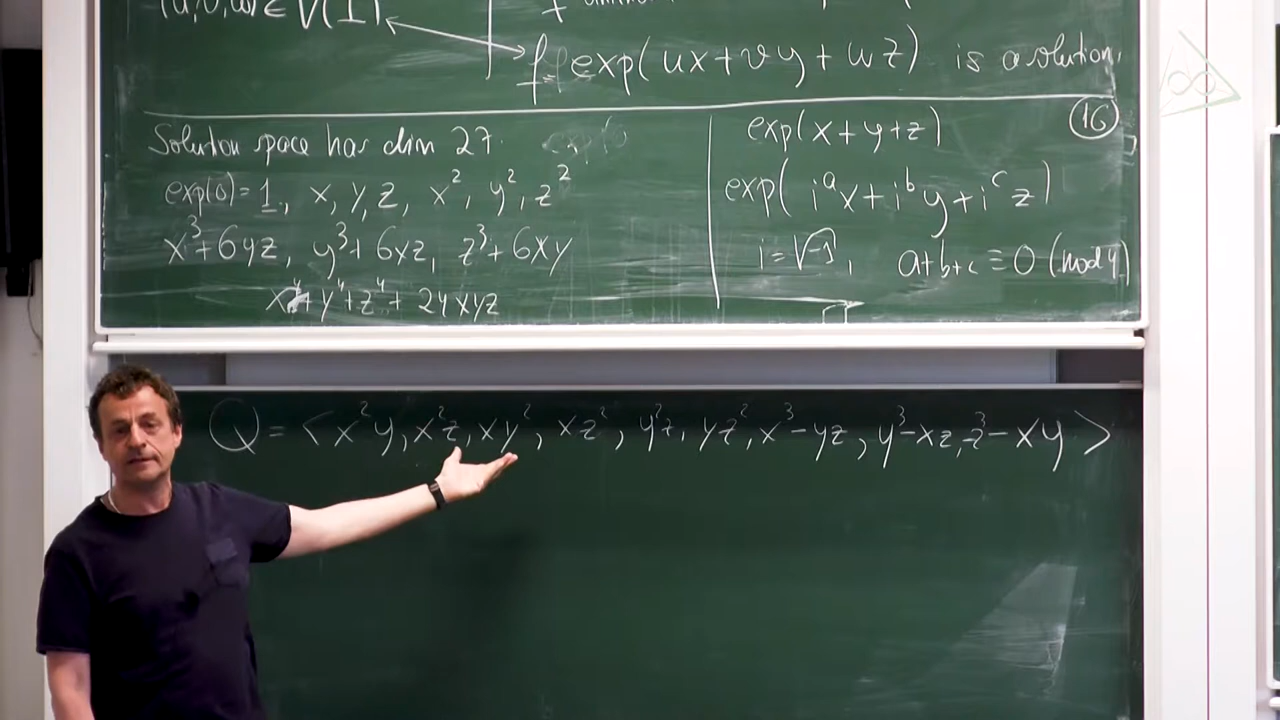 (u,v,w) ∈ V(I)
f = exp(ux+vy+wz) is a solution.
Solution space has dim 27.
exp(0)=1, x, y, z, x², y², z²
x³+6yz, y³+6xz, z³+6xy
x⁴+y⁴+z⁴+24xyz
exp(x+y+z)
16
exp(iᵃx+iᵇy+iᶜz)
i=√-1, a+b+c ≡ 0 (mod 4)
Q = <x²y, x²z, xy², xz², y²z, yz², x³-yz, y³-xz, z³-xy>